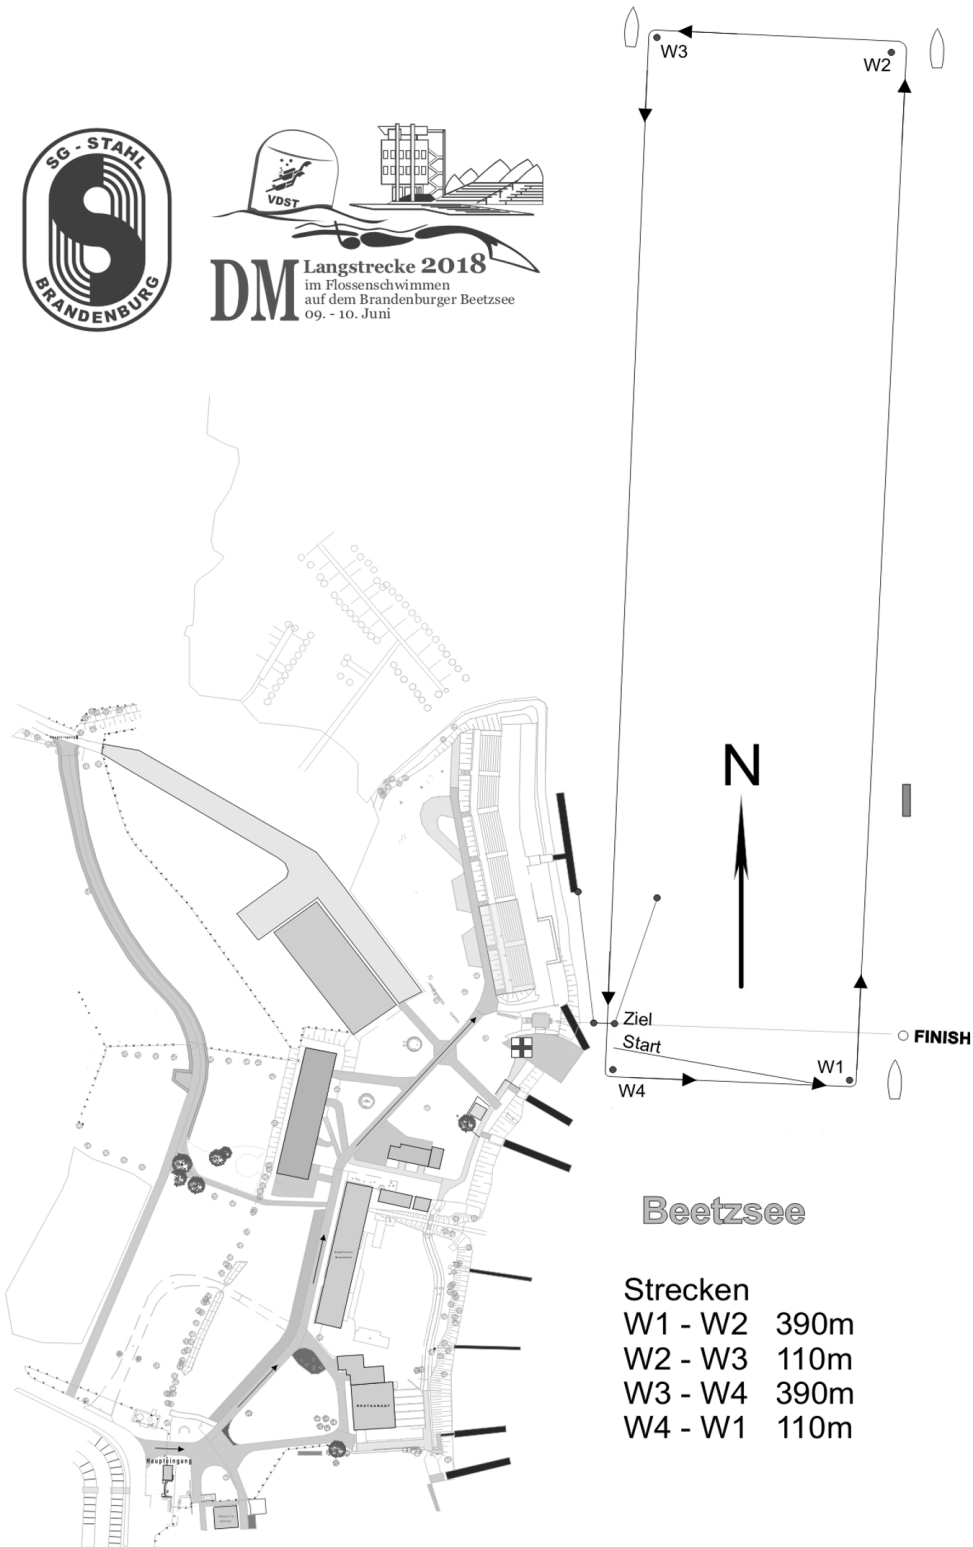 W3
W2
SG - STAHL
BRANDENBURG
VDST
DM
Langstrecke 2018
im Flossenschwimmen
auf dem Brandenburger Beetzsee
09. - 10. Juni
N
Ziel
FINISH
Start
W1
W4
Beetzsee
Strecken
W1 - W2 390m
W2 - W3 110m
W3 - W4 390m
W4 - W1 110m
RESTAURANT
Haupteingang